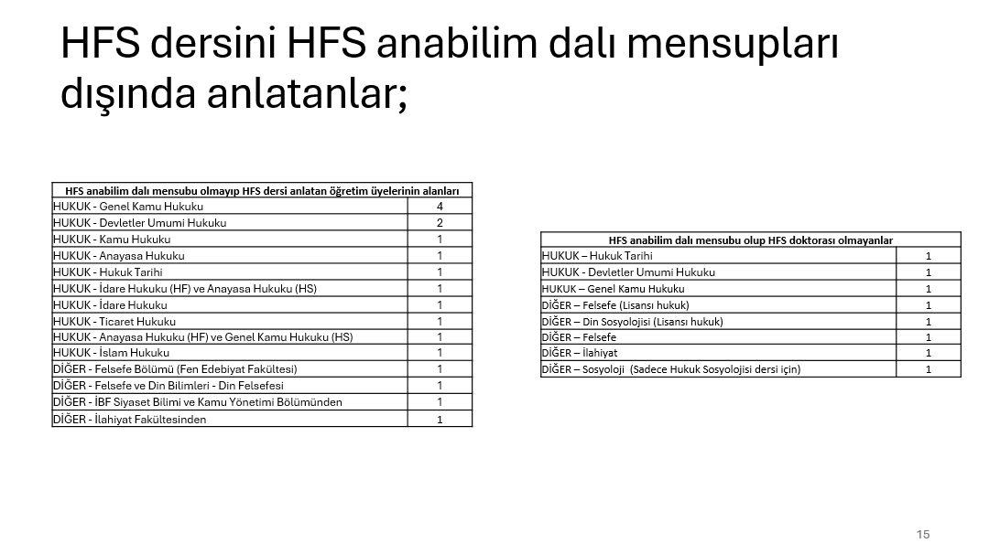 HFS dersini HFS anabilim dalı mensupları
dışında anlatanlar;
HFS anabilim dalı mensubu olmayıp HFS dersi anlatan öğretim üyelerinin alanları
HUKUK - Genel Kamu Hukuku 4
HUKUK - Devletler Umumi Hukuku 2
HUKUK - Kamu Hukuku 1
HUKUK - Anayasa Hukuku 1
HUKUK - Hukuk Tarihi 1
HUKUK - İdare Hukuku (HF) ve Anayasa Hukuku (HS) 1
HUKUK - İdare Hukuku 1
HUKUK - Ticaret Hukuku 1
HUKUK - Anayasa Hukuku (HF) ve Genel Kamu Hukuku (HS) 1
HUKUK - İslam Hukuku 1
DİĞER - Felsefe Bölümü (Fen Edebiyat Fakültesi) 1
DİĞER - Felsefe ve Din Bilimleri - Din Felsefesi 1
DİĞER - İBF Siyaset Bilimi ve Kamu Yönetimi Bölümünden 1
DİĞER - İlahiyat Fakültesinden 1
HFS anabilim dalı mensubu olup HFS doktorası olmayanlar
HUKUK – Hukuk Tarihi 1
HUKUK - Devletler Umumi Hukuku 1
HUKUK – Genel Kamu Hukuku 1
DİĞER – Felsefe (Lisansı hukuk) 1
DİĞER – Din Sosyolojisi (Lisansı hukuk) 1
DİĞER – Felsefe 1
DİĞER – İlahiyat 1
DİĞER – Sosyoloji (Sadece Hukuk Sosyolojisi dersi için) 1
15